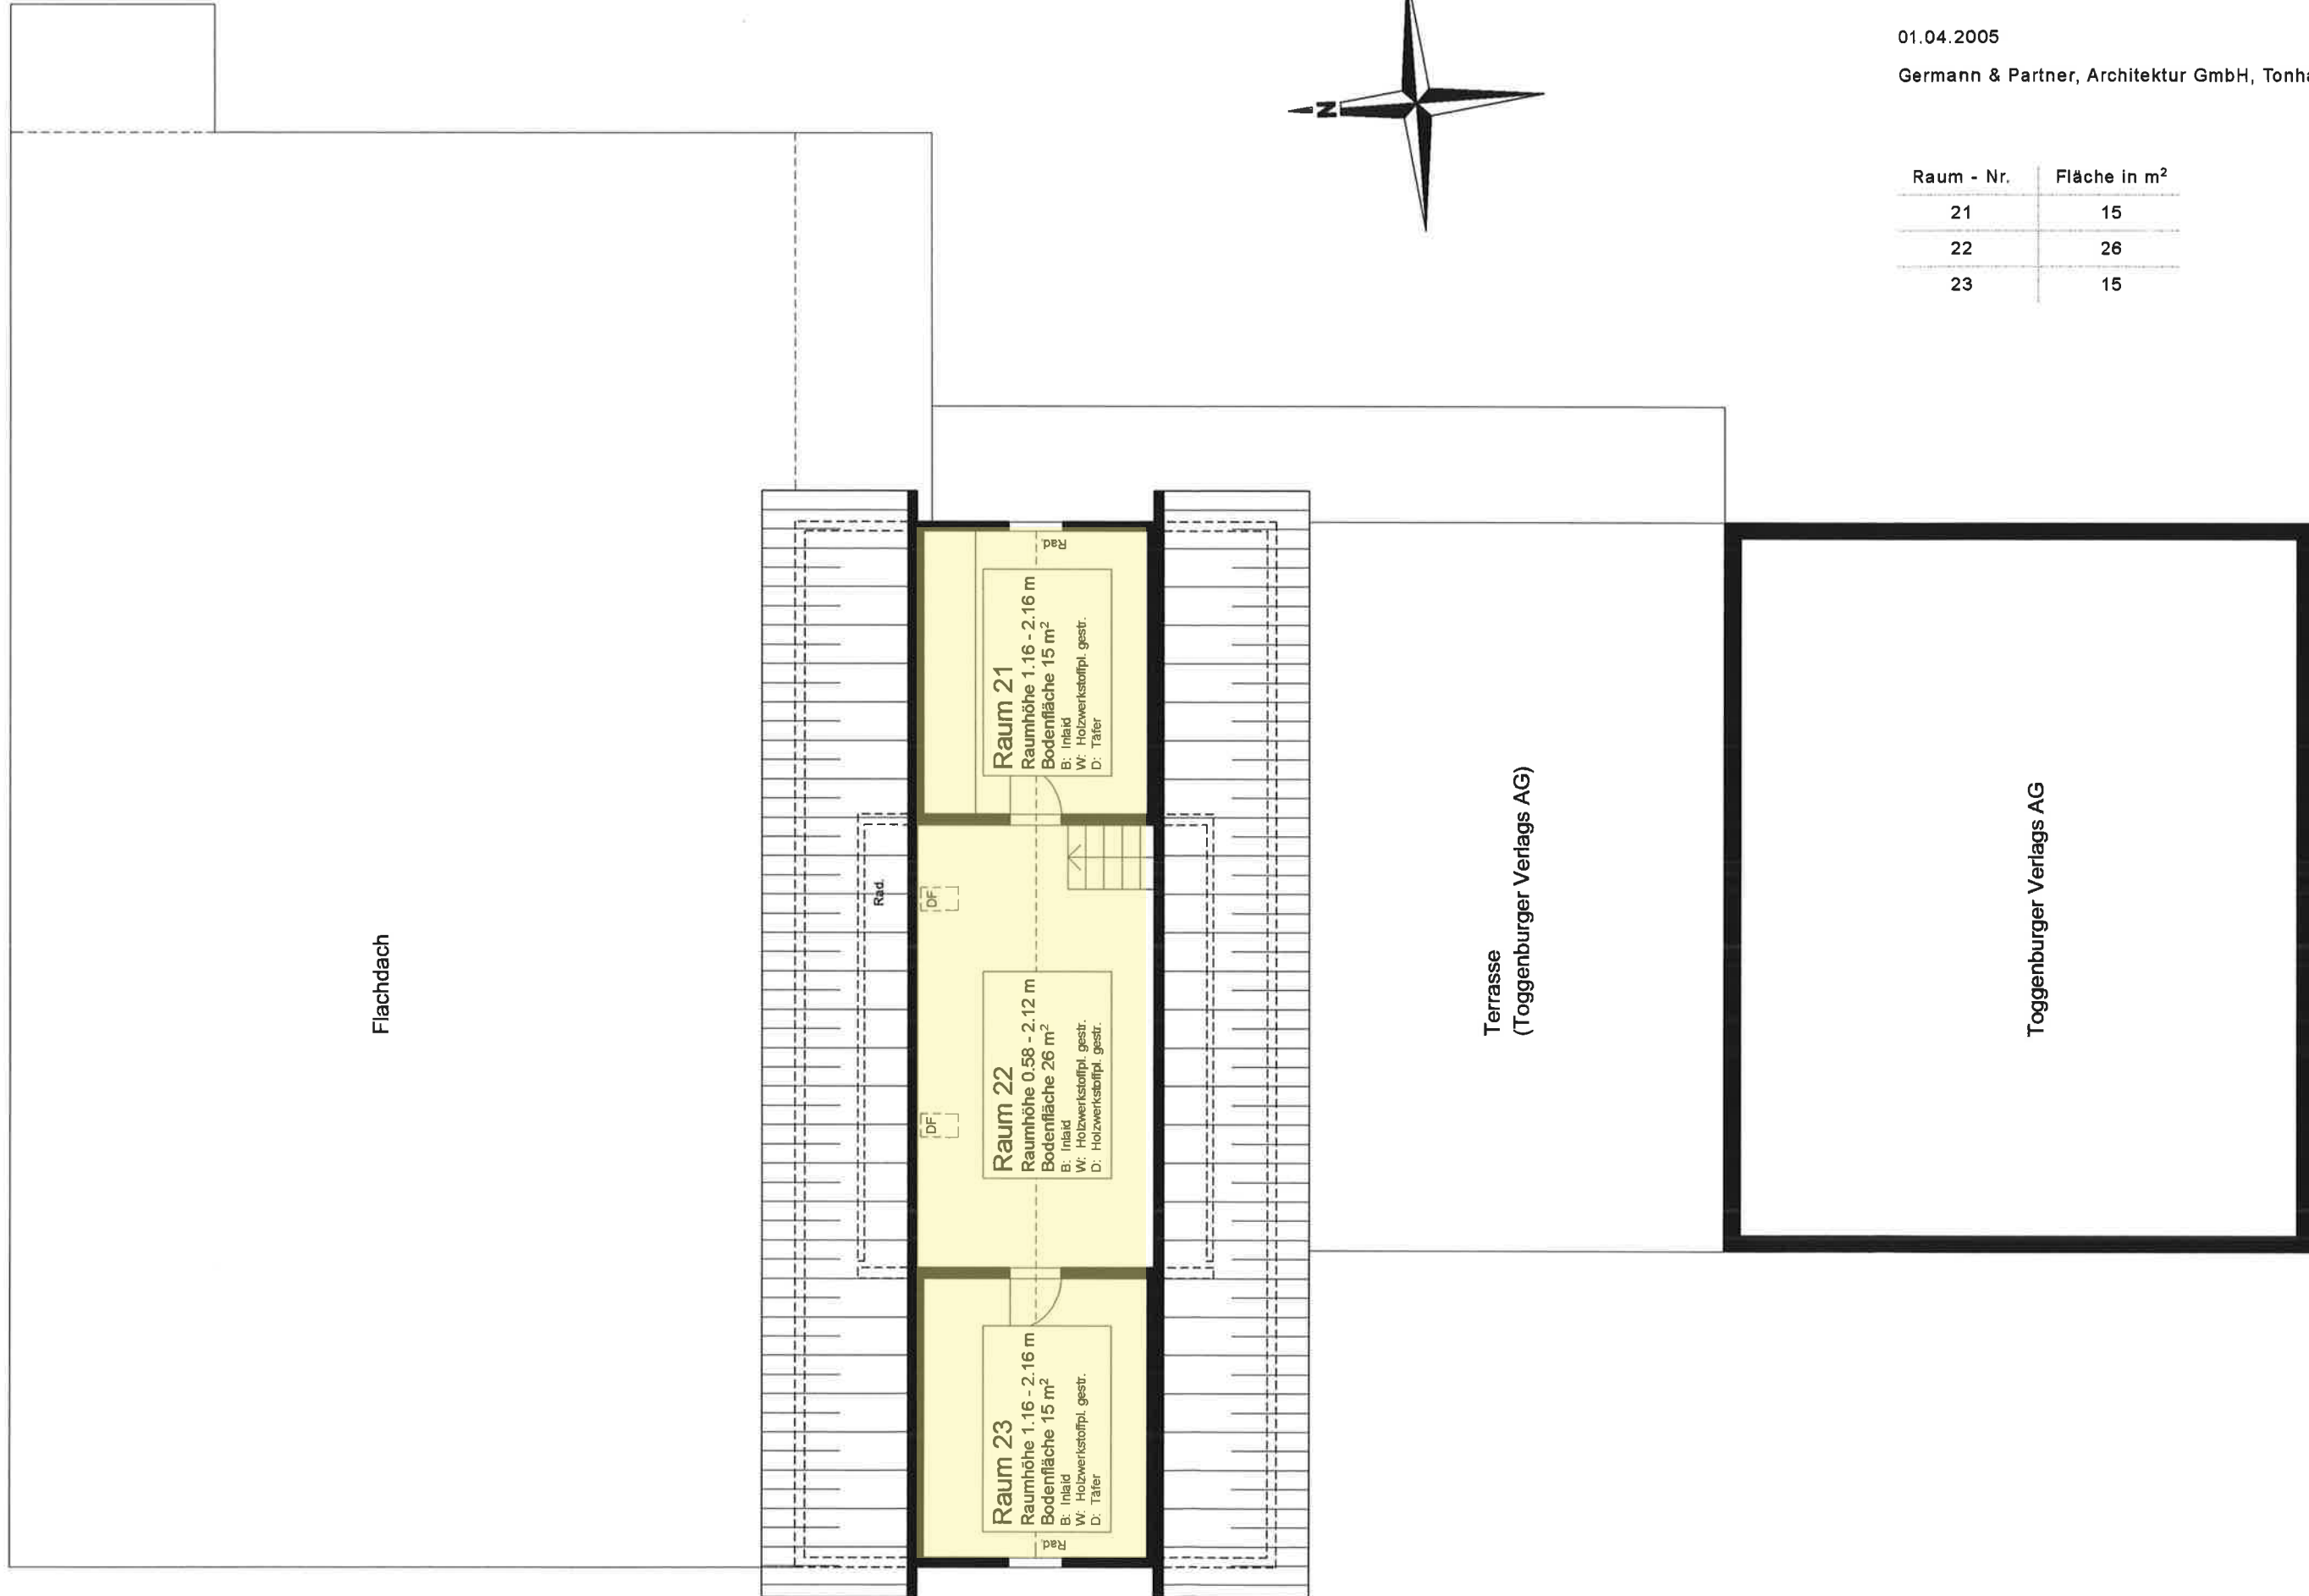 01.04.2005
Germann & Partner, Architektur GmbH, Tonha
N
Raum - Nr. Fläche in m²
21 15
22 26
23 15
Flachdach
Rad.
Raum 21
Raumhöhe 1.16 - 2.16 m
Bodenfläche 15 m²
B: Inlaid
W: Holzwerkstoffpl. gestr.
D: Täfer
Rad.
DF
DF
Raum 22
Raumhöhe 0.58 - 2.12 m
Bodenfläche 26 m²
B: Inlaid
W: Holzwerkstoffpl. gestr.
D: Holzwerkstoffpl. gestr.
Raum 23
Raumhöhe 1.16 - 2.16 m
Bodenfläche 15 m²
B: Inlaid
W: Holzwerkstoffpl. gestr.
D: Täfer
Rad.
Terrasse
(Toggenburger Verlags AG)
Toggenburger Verlags AG